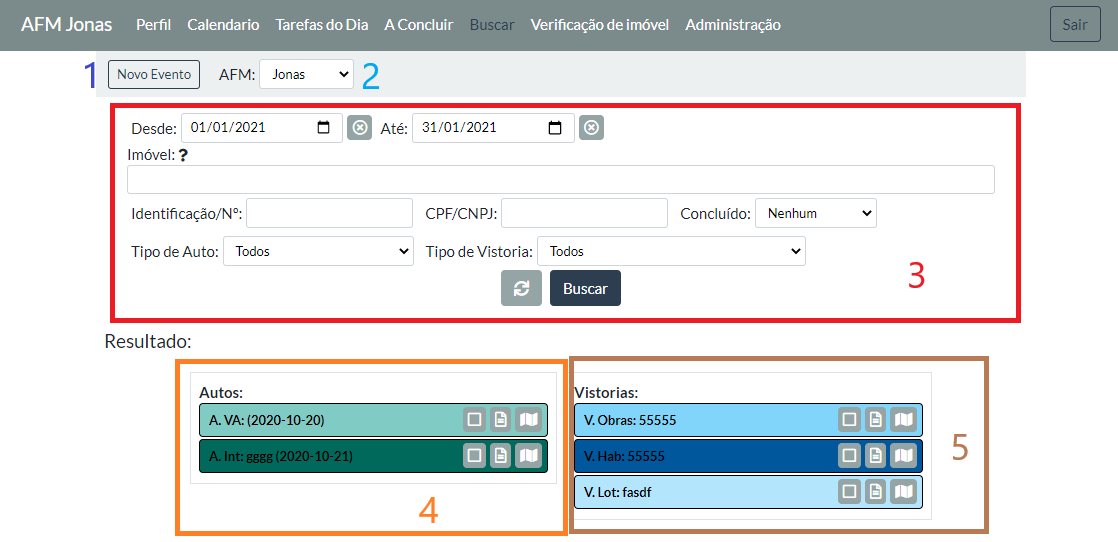 AFM Jonas Perfil Calendario Tarefas do Dia A Concluir Buscar Verificação de imóvel Administração Sair
1 Novo Evento AFM: Jonas 2
Desde: 01/01/2021 Até: 31/01/2021
Imóvel: ?
Identificação/Nº: CPF/CNPJ: Concluído: Nenhum
Tipo de Auto: Todos Tipo de Vistoria: Todos
Buscar 3
Resultado:
Autos:
A. VA: (2020-10-20)
A. Int: gggg (2020-10-21)
4
Vistorias:
V. Obras: 55555
V. Hab: 55555
V. Lot: fasdf
5